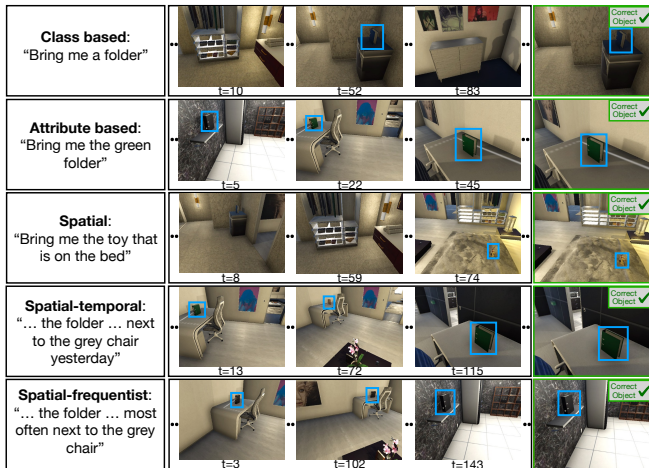 Class based:
“Bring me a folder”
t=10
t=52
t=83
Correct
Object
Attribute based:
“Bring me the green
folder”
t=5
t=22
t=45
Correct
Object
Spatial:
“Bring me the toy that
is on the bed”
t=8
t=59
t=74
Correct
Object
Spatial-temporal:
“... the folder ... next
to the grey chair
yesterday”
t=13
t=72
t=115
Correct
Object
Spatial-frequentist:
“... the folder ... most
often next to the grey
chair”
t=3
t=102
t=143
Correct
Object